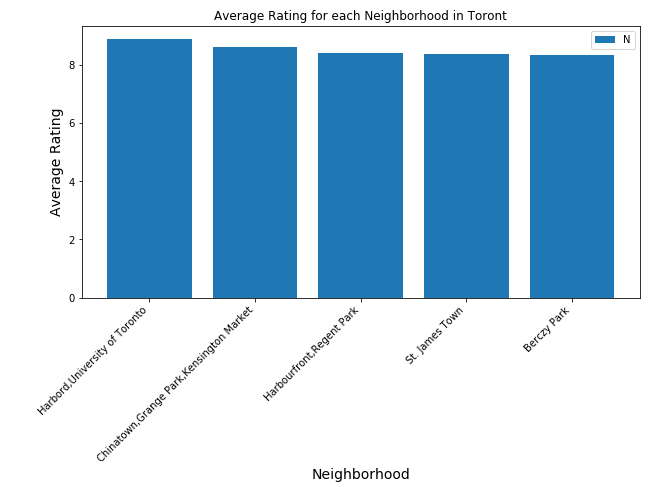 Average Rating for each Neighborhood in Toront
N
Average Rating
8
6
4
2
0
Harbord,University of Toronto
Chinatown,Grange Park,Kensington Market
Harbourfront,Regent Park
St. James Town
Berczy Park
Neighborhood